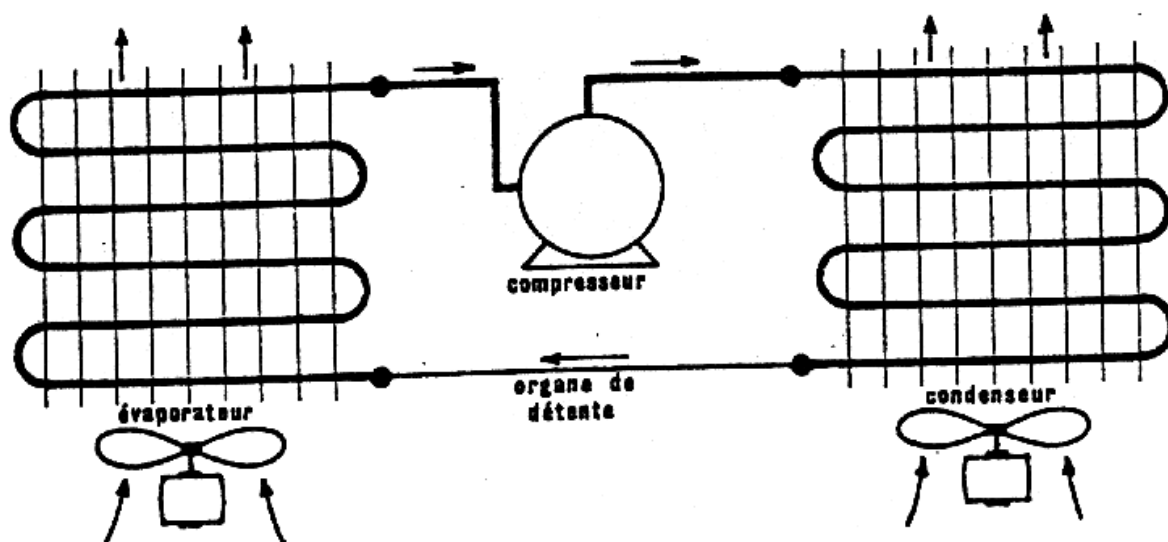 compresseur
organe de
détente
évaporateur
condenseur